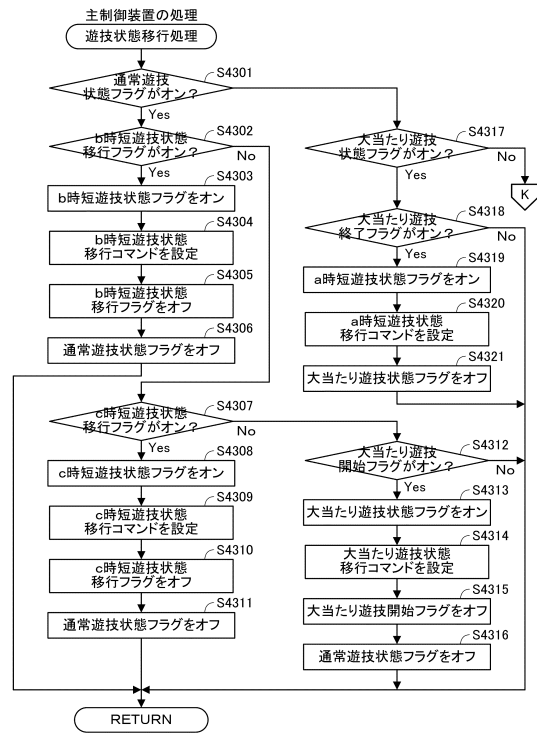 主制御装置の処理
遊技状態移行処理
S4301
通常遊技
状態フラグがオン？
Yes
S4302
b時短遊技状態
移行フラグがオン？
No
Yes
S4303
b時短遊技状態フラグをオン
S4304
b時短遊技状態
移行コマンドを設定
S4305
b時短遊技状態
移行フラグをオフ
S4306
通常遊技状態フラグをオフ
S4307
c時短遊技状態
移行フラグがオン？
No
Yes
S4308
c時短遊技状態フラグをオン
S4309
c時短遊技状態
移行コマンドを設定
S4310
c時短遊技状態
移行フラグをオフ
S4311
通常遊技状態フラグをオフ
RETURN
S4317
大当たり遊技
状態フラグがオン？
No
Yes
K
S4318
大当たり遊技
終了フラグがオン？
No
Yes
S4319
a時短遊技状態フラグをオン
S4320
a時短遊技状態
移行コマンドを設定
S4321
大当たり遊技状態フラグをオフ
S4312
大当たり遊技
開始フラグがオン？
No
Yes
S4313
大当たり遊技状態フラグをオン
S4314
大当たり遊技状態
移行コマンドを設定
S4315
大当たり遊技開始フラグをオフ
S4316
通常遊技状態フラグをオフ